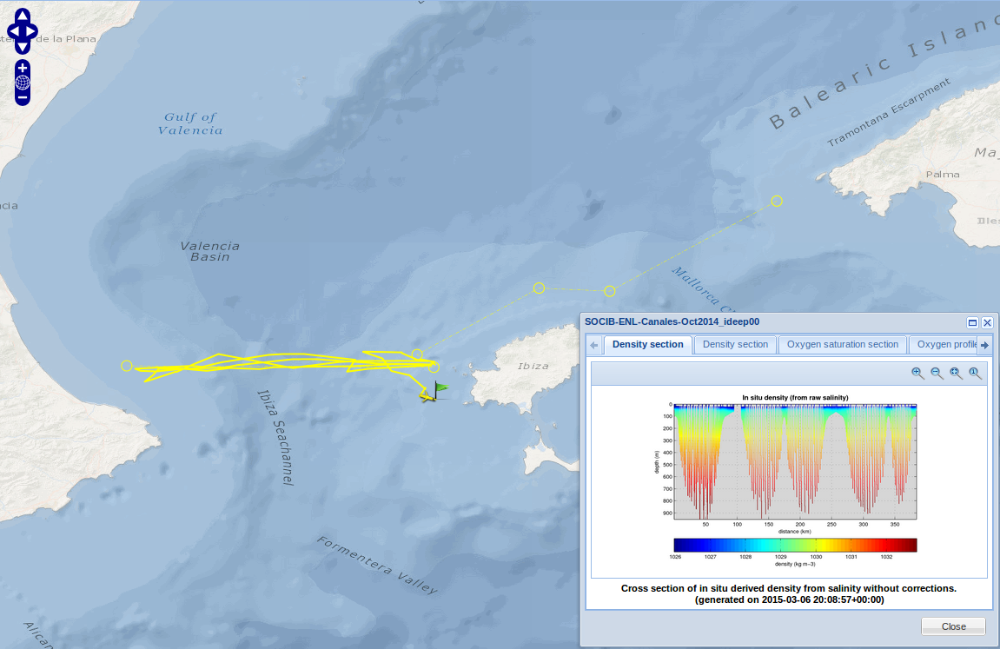 de la Plana
Gulf of
Valencia
Balearic Islan
Tramontana Escarpment
Palma
cia
Valencia
Basin
Mallorca
Ibiza
Ibiza Seachannel
Formentera Valley
Alican
SOCIB-ENL-Canales-Oct2014_ideep00
Density section
Density section
Oxygen saturation section
Oxygen profile
In situ density (from raw salinity)
0
100
200
300
400
500
600
700
800
900
depth (m)
50 100 150 200 250 300 350
distance (km)
1026 1027 1028 1029 1030 1031 1032
density (kg m-3)
Cross section of in situ derived density from salinity without corrections.
(generated on 2015-03-06 20:08:57+00:00)
Close